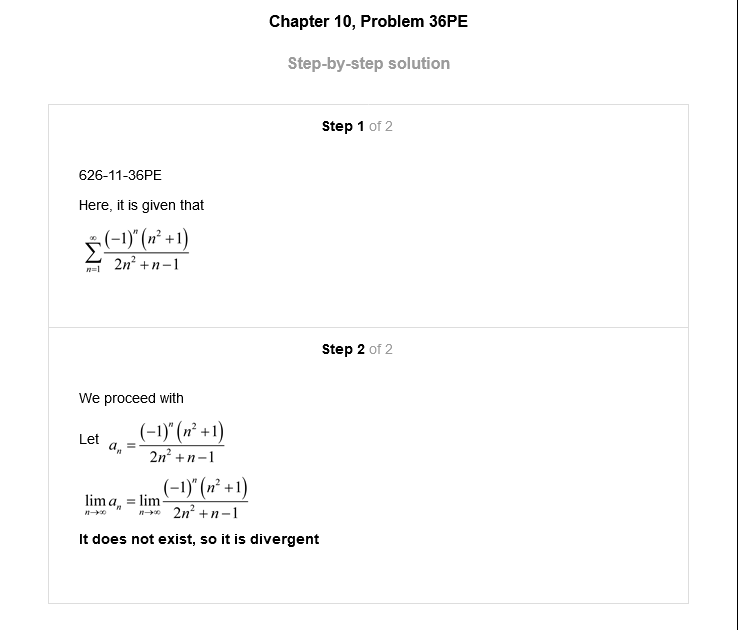 Chapter 10, Problem 36PE
Step-by-step solution
Step 1 of 2
626-11-36PE
Here, it is given that
$\sum_{n=1}^{\infty} \frac{(-1)^n (n^2+1)}{2n^2+n-1}$
Step 2 of 2
We proceed with
Let $a_n = \frac{(-1)^n (n^2+1)}{2n^2+n-1}$
$\lim_{n \to \infty} a_n = \lim_{n \to \infty} \frac{(-1)^n (n^2+1)}{2n^2+n-1}$
It does not exist, so it is divergent